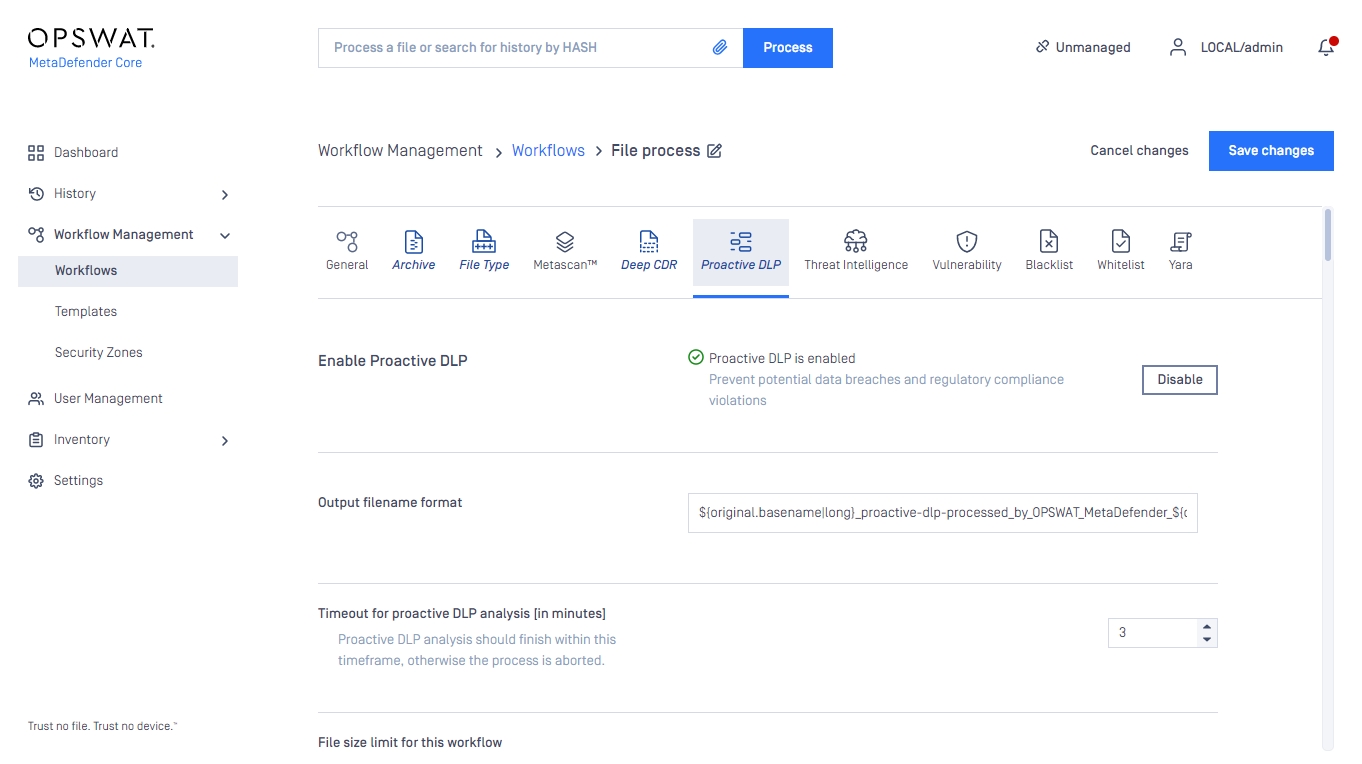 OPSWAT.
MetaDefender Core
Process a file or search for history by HASH
Process
Unmanaged
LOCAL/admin
Dashboard
History
Workflow Management
Workflows
Templates
Security Zones
User Management
Inventory
Settings
Trust no file. Trust no device.™
Workflow Management > Workflows > File process
Cancel changes
Save changes
General
Archive
File Type
Metascan™
Deep CDR
Proactive DLP
Threat Intelligence
Vulnerability
Blacklist
Whitelist
Yara
Enable Proactive DLP
Proactive DLP is enabled
Prevent potential data breaches and regulatory compliance
violations
Disable
Output filename format
${original.basename|long}_proactive-dlp-processed_by_OPSWAT_MetaDefender_${
Timeout for proactive DLP analysis [in minutes]
Proactive DLP analysis should finish within this
timeframe, otherwise the process is aborted.
3
File size limit for this workflow